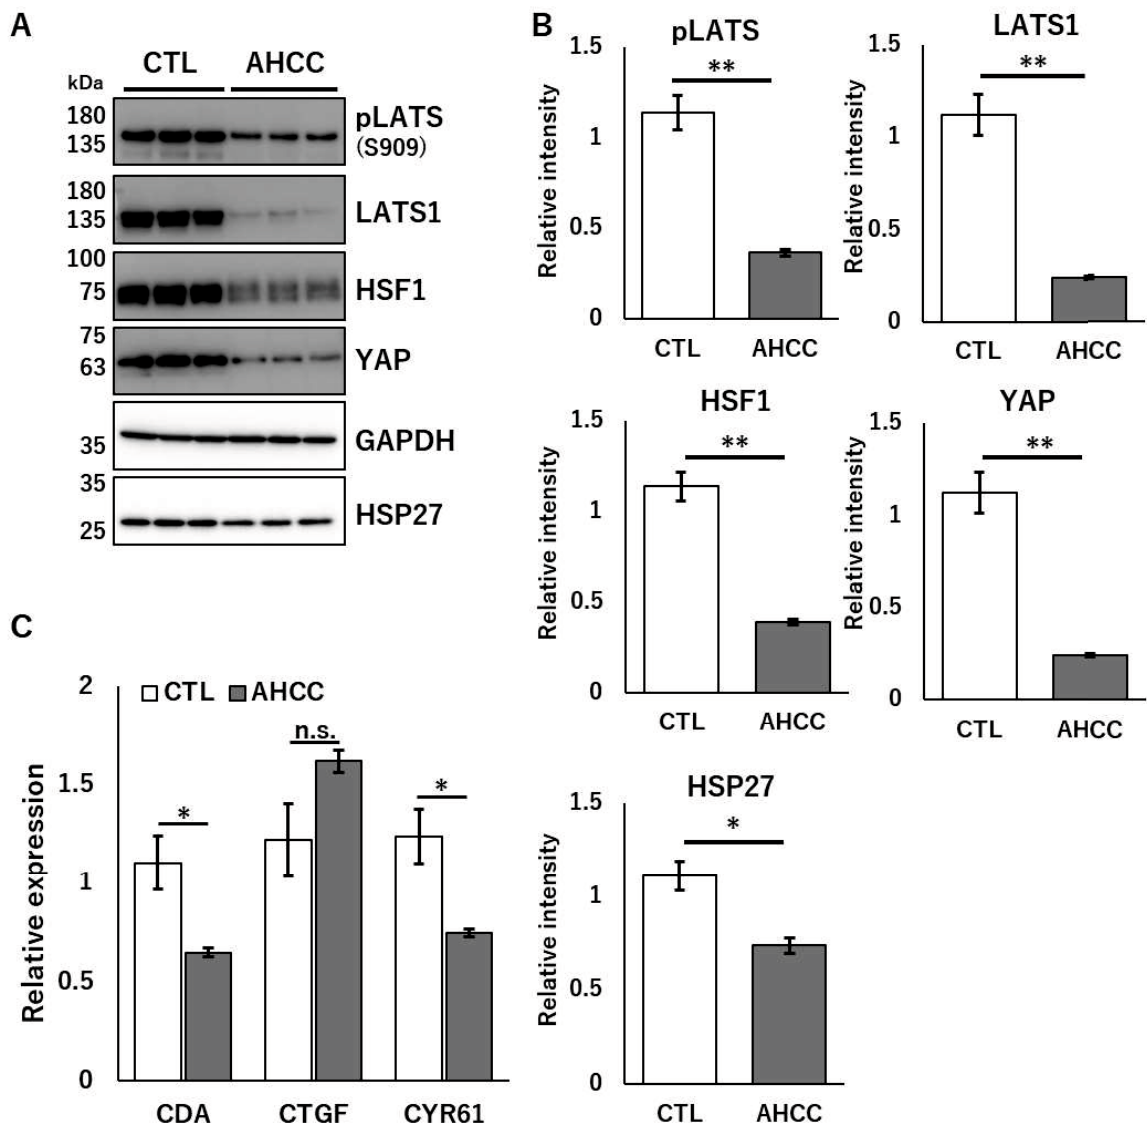 A
CTL AHCC
kDa
180
135
pLATS
(S909)
180
135
LATS1
100
75
HSF1
75
63
YAP
35
GAPDH
35
25
HSP27
B
pLATS
Relative intensity
1.5
1
0.5
0
**
CTL AHCC
LATS1
Relative intensity
1.5
1
0.5
0
**
CTL AHCC
HSF1
Relative intensity
1.5
1
0.5
0
**
CTL AHCC
YAP
Relative intensity
1.5
1
0.5
0
**
CTL AHCC
HSP27
Relative intensity
1.5
1
0.5
0
*
CTL AHCC
C
Relative expression
2
1.5
1
0.5
0
CTL AHCC
*
n.s.
*
CDA CTGF CYR61